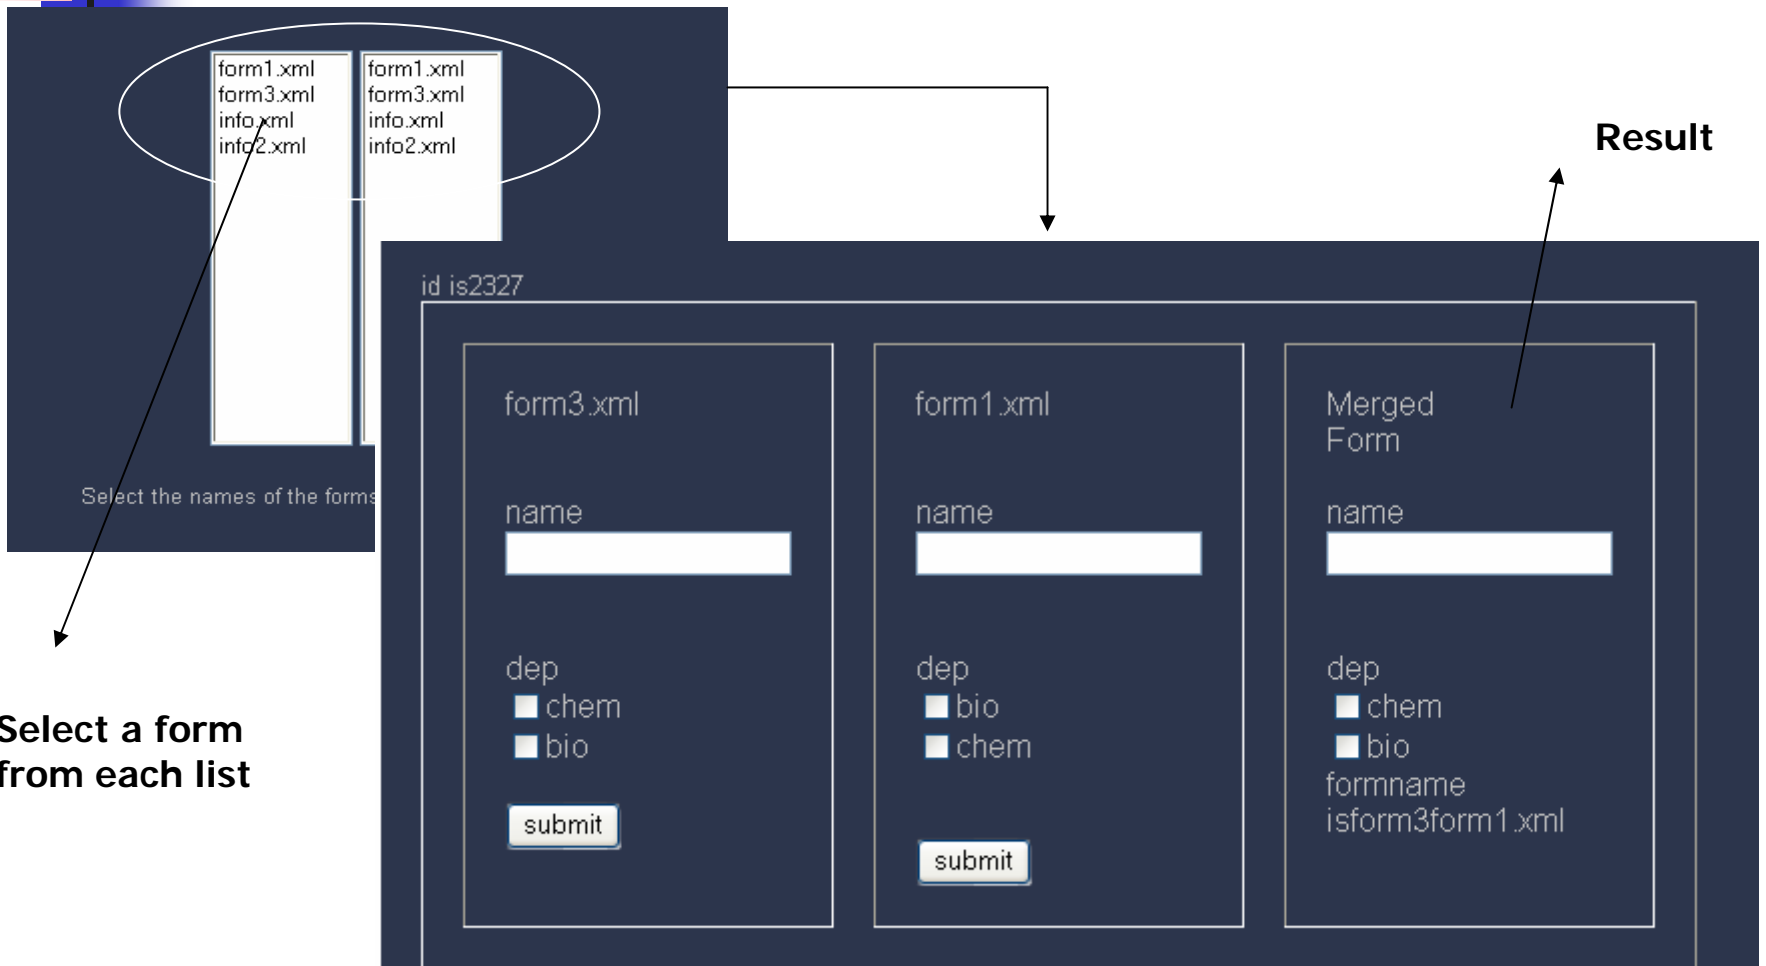 form1.xml
form3.xml
info.xml
info2.xml
form1.xml
form3.xml
info.xml
info2.xml
Select the names of the forms
Select a form
from each list
Result
id is2327
form3.xml
name
dep
chem
bio
submit
form1.xml
name
dep
bio
chem
submit
Merged
Form
name
dep
chem
bio
formname
isform3form1.xml